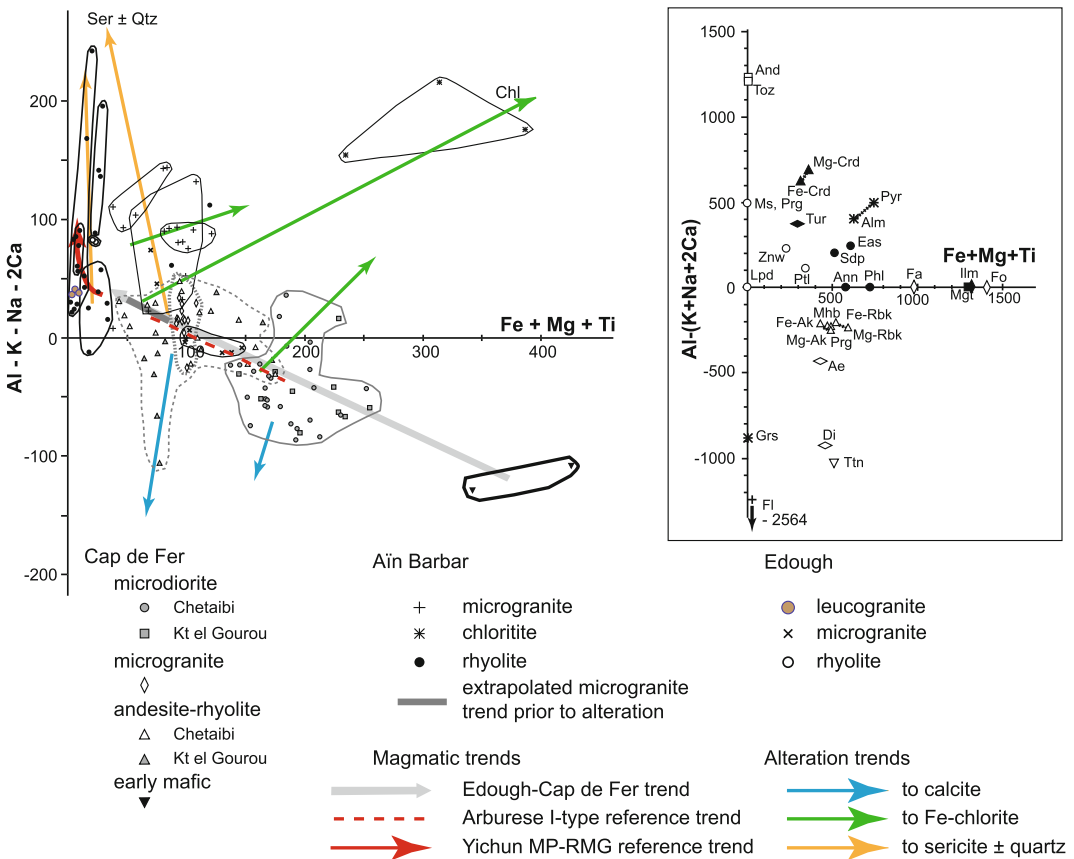 Ser ± Qtz
200
100
0
-100
-200
Al - K - Na - 2Ca
Chl
Fe + Mg + Ti
100
200
300
400
1500
1000
500
0
-500
-1000
Al-(K+Na+2Ca)
And
Toz
Mg-Crd
Fe-Crd
Ms, Prg
Pyr
Tur
Alm
Eas
Znw
Sdp
Fe+Mg+Ti
Lpd
Ptl
Ann
Phl
Fa
Ilm
Mgt
Fo
500
1000
1500
Mhb
Fe-Rbk
Fe-Ak
Mg-Rbk
Mg-Ak
Prg
Ae
Grs
Di
Ttn
Fl
- 2564
Cap de Fer
microdiorite
Chetaibi
Kt el Gourou
microgranite
andesite-rhyolite
Chetaibi
Kt el Gourou
early mafic
Aïn Barbar
microgranite
chloritite
rhyolite
extrapolated microgranite
trend prior to alteration
Edough
leucogranite
microgranite
rhyolite
Magmatic trends
Edough-Cap de Fer trend
Arburese I-type reference trend
Yichun MP-RMG reference trend
Alteration trends
to calcite
to Fe-chlorite
to sericite ± quartz